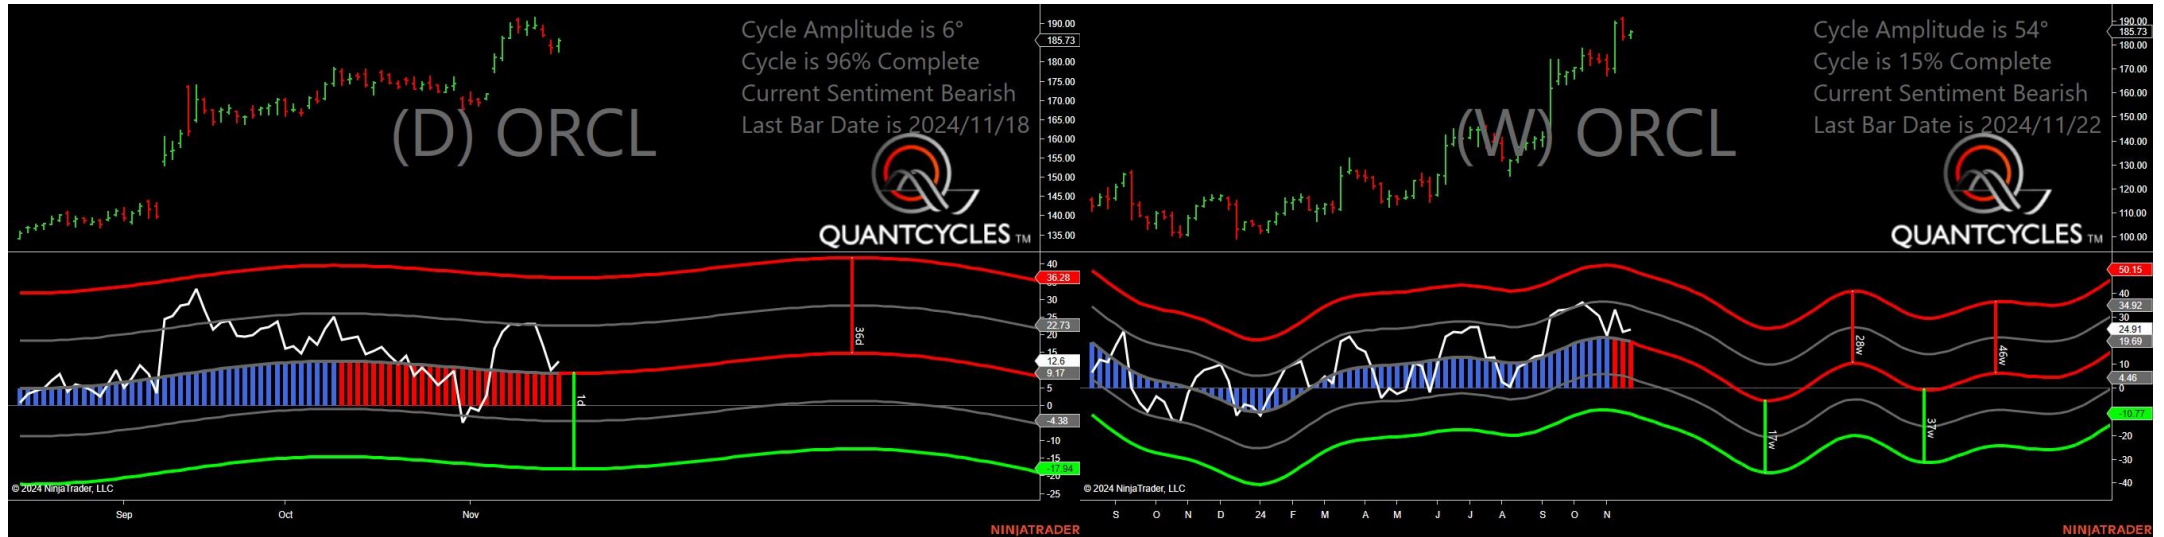 Cycle Amplitude is 6°
Cycle is 96% Complete
Current Sentiment Bearish
Last Bar Date is 2024/11/18
(D) ORCL
QUANTCYCLES TM
190.00
185.73
180.00
175.00
170.00
165.00
160.00
155.00
150.00
145.00
140.00
135.00
40
36.28
30
25
22.73
20
15
12.6
9.17
5
0
-4.38
-10
-15
-17.94
-20
-25
36d
1d
© 2024 NinjaTrader, LLC
Sep Oct Nov
NINJATRADER
Cycle Amplitude is 54°
Cycle is 15% Complete
Current Sentiment Bearish
Last Bar Date is 2024/11/22
(W) ORCL
QUANTCYCLES TM
190.00
185.73
180.00
170.00
160.00
150.00
140.00
130.00
120.00
110.00
100.00
50.15
40
34.92
30
24.91
19.69
10
4.46
0
-10.77
-20
-30
-40
28w
46w
17w
37w
© 2024 NinjaTrader, LLC
S O N D 24 F M A M J J A S O N
NINJATRADER